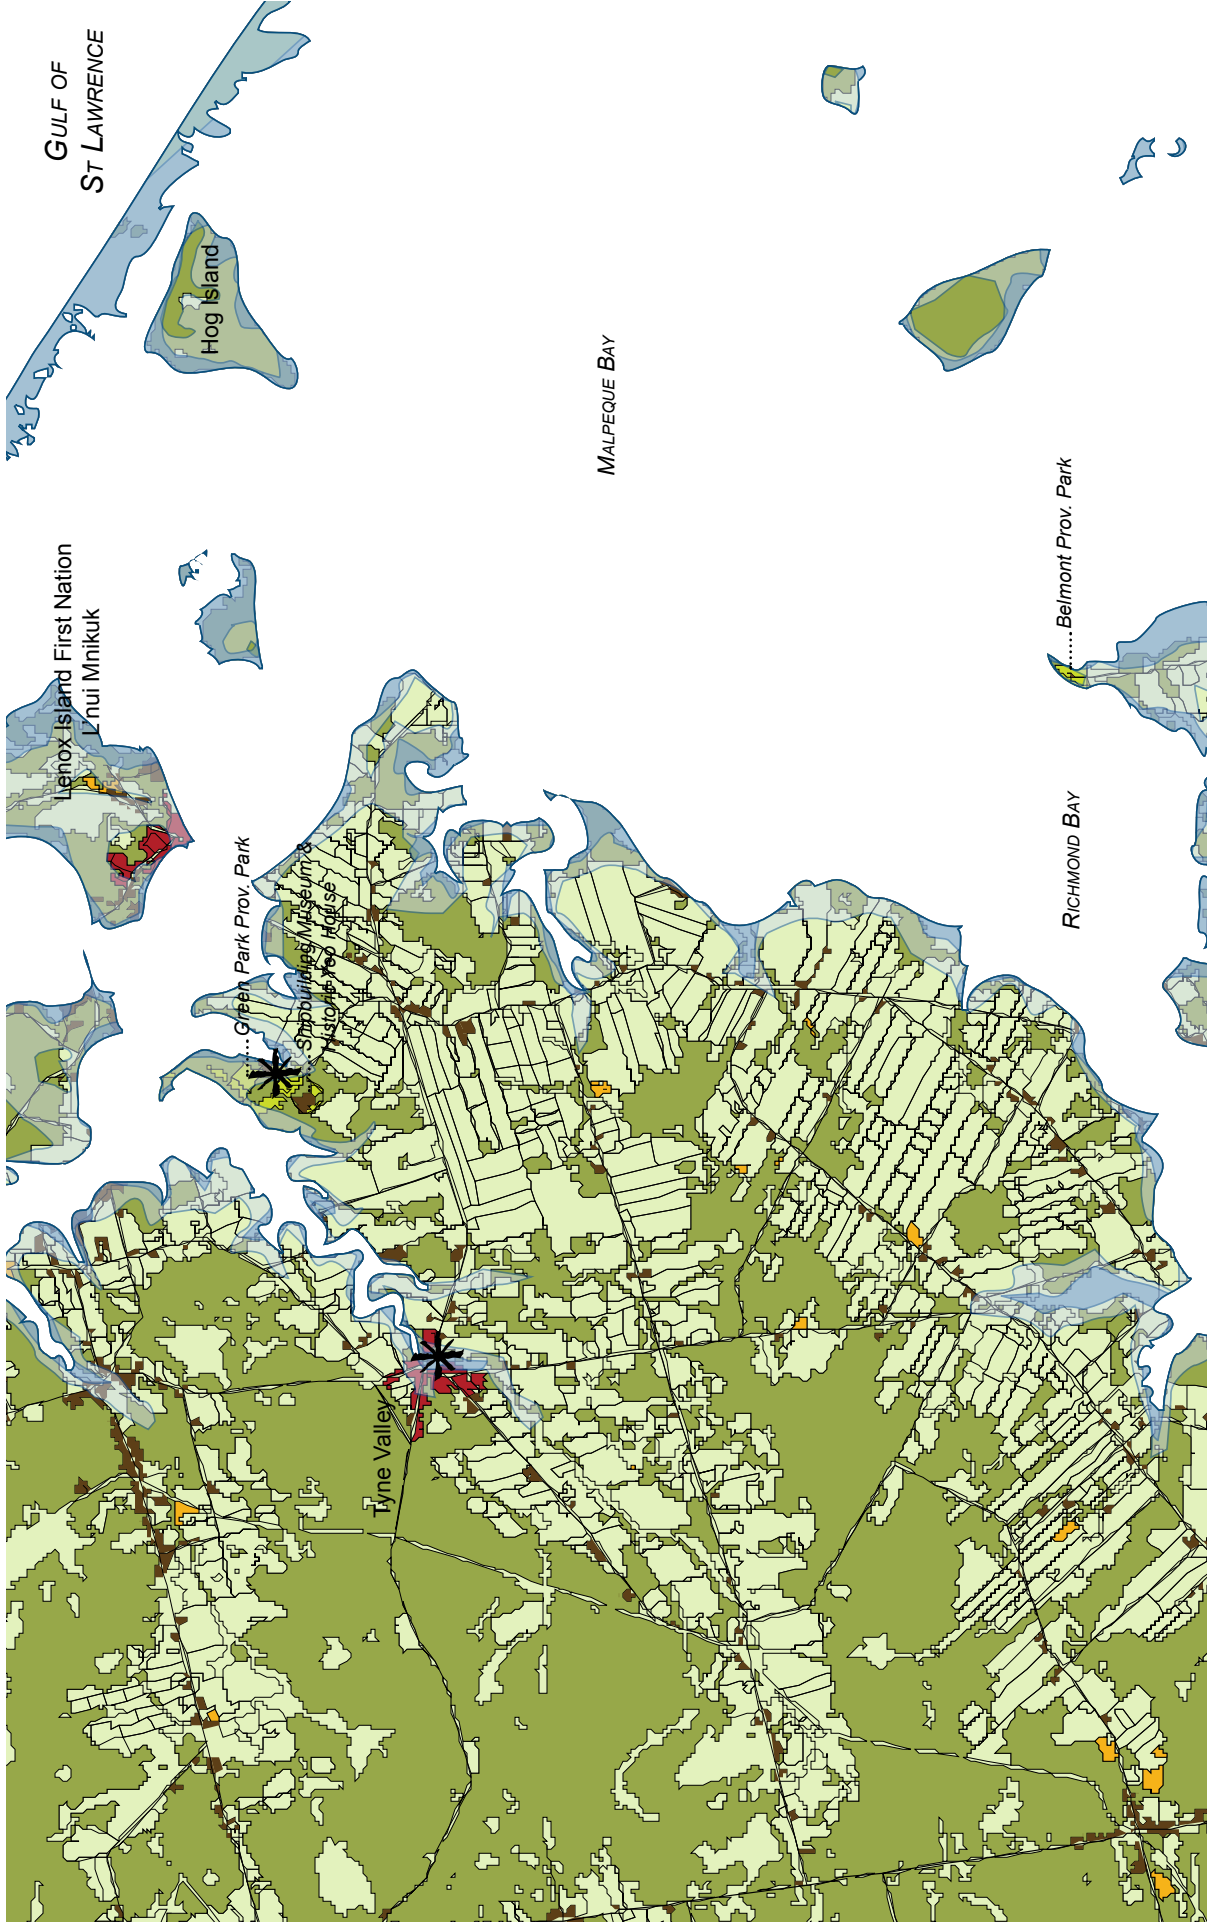 GULF OF
ST LAWRENCE
Hog Island
MALPEQUE BAY
Lenox Island First Nation
L'nui Mnikuk
Belmont Prov. Park
Green Park Prov. Park
Shipbuilding Museum &
Historic Yeo House
RICHMOND BAY
Tyne Valley